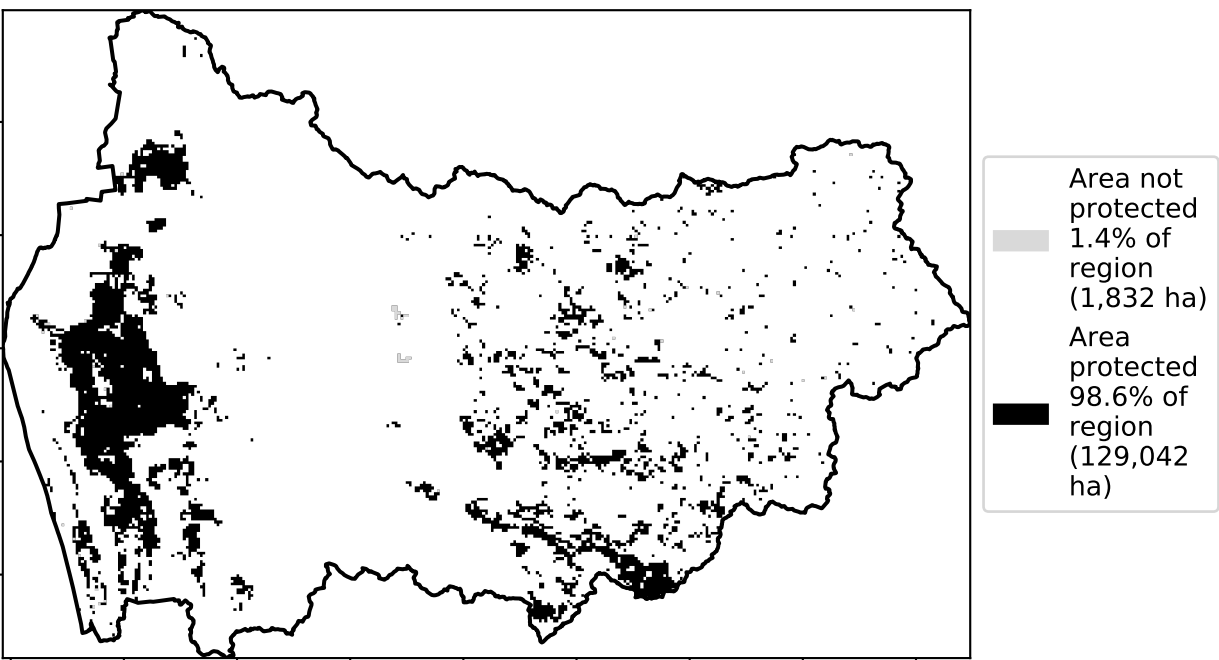 Area not
protected
1.4% of
region
(1,832 ha)
Area
protected
98.6% of
region
(129,042
ha)